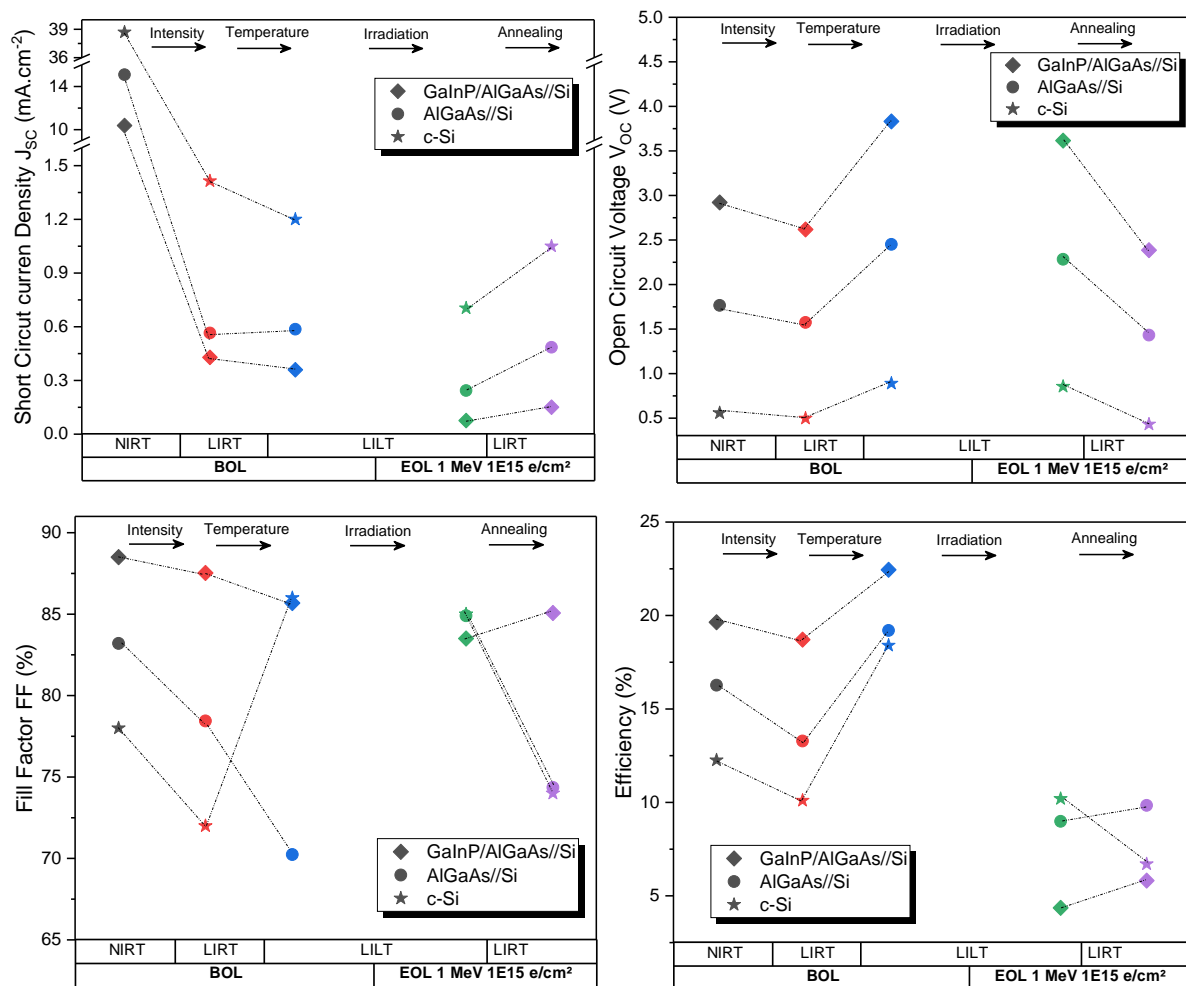 Short Circuit curren Density J_SC (mA.cm⁻²)
39
36
14
10
1.5
1.2
0.9
0.6
0.3
0.0
Intensity Temperature Irradiation Annealing
GaInP/AlGaAs//Si
AlGaAs//Si
c-Si
NIRT LIRT LILT LIRT
BOL EOL 1 MeV 1E15 e/cm²
Open Circuit Voltage V_OC (V)
5.0
4.5
4.0
3.5
3.0
2.5
2.0
1.5
1.0
0.5
Intensity Temperature Irradiation Annealing
GaInP/AlGaAs//Si
AlGaAs//Si
c-Si
NIRT LIRT LILT LIRT
BOL EOL 1 MeV 1E15 e/cm²
Fill Factor FF (%)
90
85
80
75
70
65
Intensity Temperature Irradiation Annealing
GaInP/AlGaAs//Si
AlGaAs//Si
c-Si
NIRT LIRT LILT LIRT
BOL EOL 1 MeV 1E15 e/cm²
Efficiency (%)
25
20
15
10
5
Intensity Temperature Irradiation Annealing
GaInP/AlGaAs//Si
AlGaAs//Si
c-Si
NIRT LIRT LILT LIRT
BOL EOL 1 MeV 1E15 e/cm²